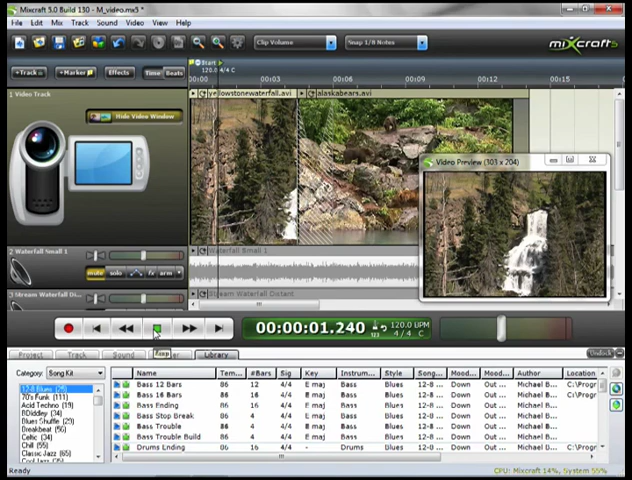 Mixcraft 5.0 Build 130 - M_video.mx5 *
File Edit Mix Track Sound Video View Help
Clip Volume
Snap 1/8 Notes
mixcraft5
+Track
+Marker
Effects
Time Beats
Start
120.0 4/4 C
00:00 00:03 00:06 00:09 00:12 00:15
1 Video Track
yellowstonewaterfall.avi
alaskabears.avi
Hide Video Window
Video Preview (303 x 204)
2 Waterfall Small 1
Waterfall Small 1
mute solo fx arm
3 Stream Waterfall Di...
Stream Waterfall Distant
00:00:01.240
120.0 BPM
4/4 C
Project Track Sound Library
Unlock
Category: Song Kit
Name Tem... #Bars Sig Key Instrum... Style Song... Mood... Mood... Author Location
12-8 Blues (25)
70's Funk (111)
Acid Techno (19)
BDiddley (34)
Blues Shuffle (29)
Breakbeat (56)
Celtic (34)
Chill (55)
Classic Jazz (65)
Bass 12 Bars 86 12 4/4 E maj Bass Blues 12-8 ... Down... Out ... Michael B... C:\Progr
Bass 16 Bars 86 16 4/4 E maj Bass Blues 12-8 ... Down... Out ... Michael B... C:\Progr
Bass Ending 86 16 4/4 E maj Bass Blues 12-8 ... Down... Out ... Michael B...
Bass Stop Break 86 4 4/4 E maj Bass Blues 12-8 ... Down... Out ... Michael B...
Bass Trouble 86 4 4/4 E maj Bass Blues 12-8 ... Down... Out ... Michael B...
Bass Trouble Build 86 4 4/4 E maj Bass Blues 12-8 ... Down... Out ... Michael B...
Drums Ending 86 16 4/4 - Drums Blues 12-8 ... Down... Out ... Michael B... C:\Progr
Ready
CPU: Mixcraft 14%, System 55%